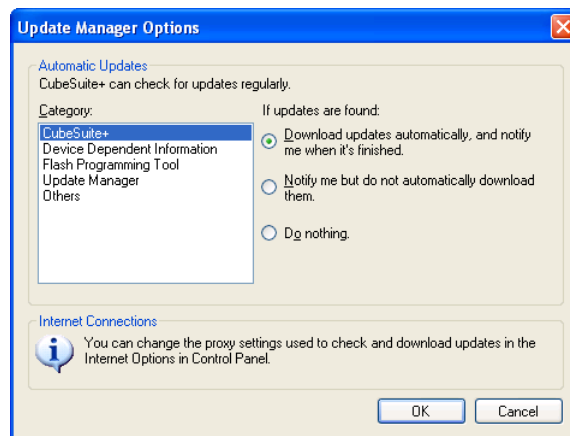 Update Manager Options
Automatic Updates
CubeSuite+ can check for updates regularly.
Category:
CubeSuite+
Device Dependent Information
Flash Programming Tool
Update Manager
Others
If updates are found:
Download updates automatically, and notify
me when it's finished.
Notify me but do not automatically download
them.
Do nothing.
Internet Connections
You can change the proxy settings used to check and download updates in the
Internet Options in Control Panel.
OK
Cancel